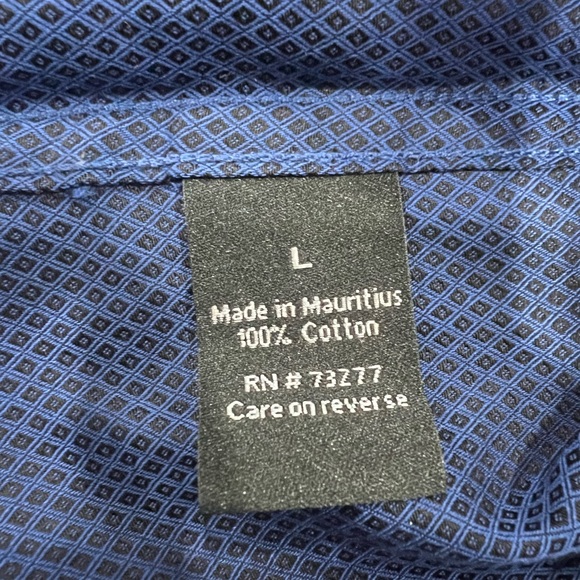 L
Made in Mauritius
100% Cotton
RN # 73277
Care on reverse